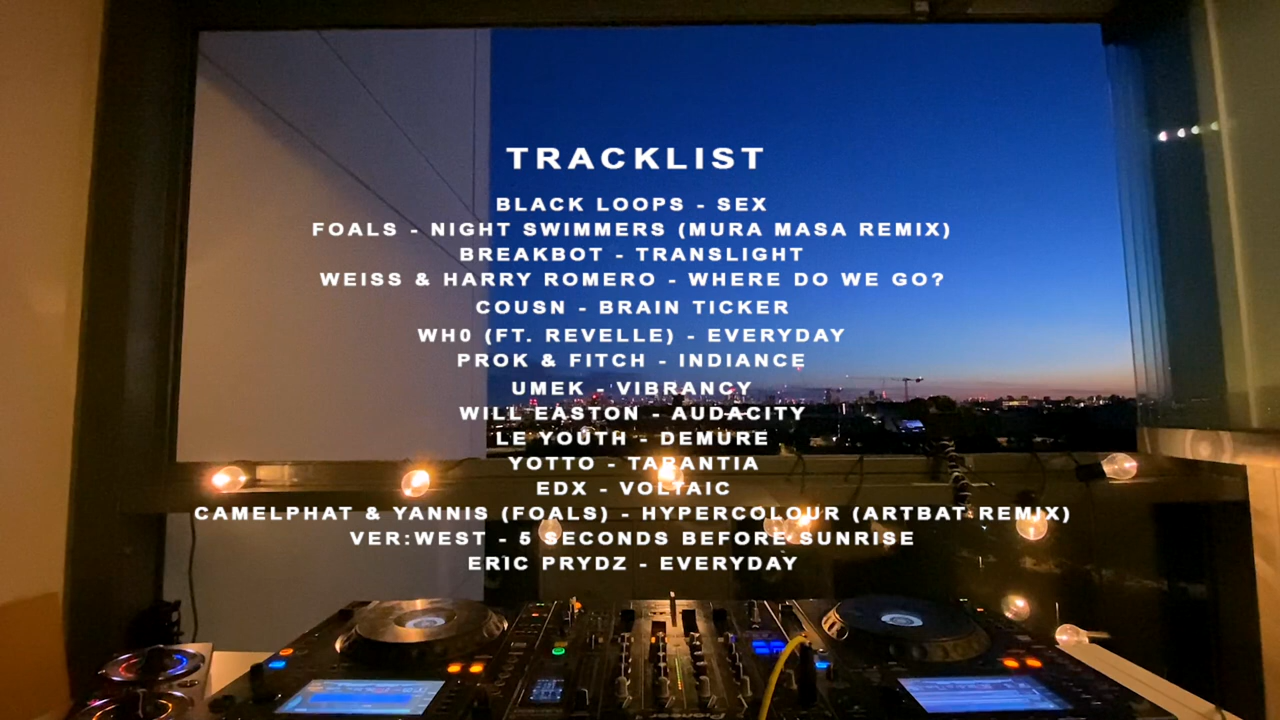 TRACKLIST
BLACK LOOPS - SEX
FOALS - NIGHT SWIMMERS (MURA MASA REMIX)
BREAKBOT - TRANSLIGHT
WEISS & HARRY ROMERO - WHERE DO WE GO?
COUSN - BRAIN TICKER
WH0 (FT. REVELLE) - EVERYDAY
PROK & FITCH - INDIANCE
UMEK - VIBRANCY
WILL EASTON - AUDACITY
LE YOUTH - DEMURE
YOTTO - TARANTIA
EDX - VOLTAIC
CAMELPHAT & YANNIS (FOALS) - HYPERCOLOUR (ARTBAT REMIX)
VER:WEST - 5 SECONDS BEFORE SUNRISE
ERIC PRYDZ - EVERYDAY
Pioneer